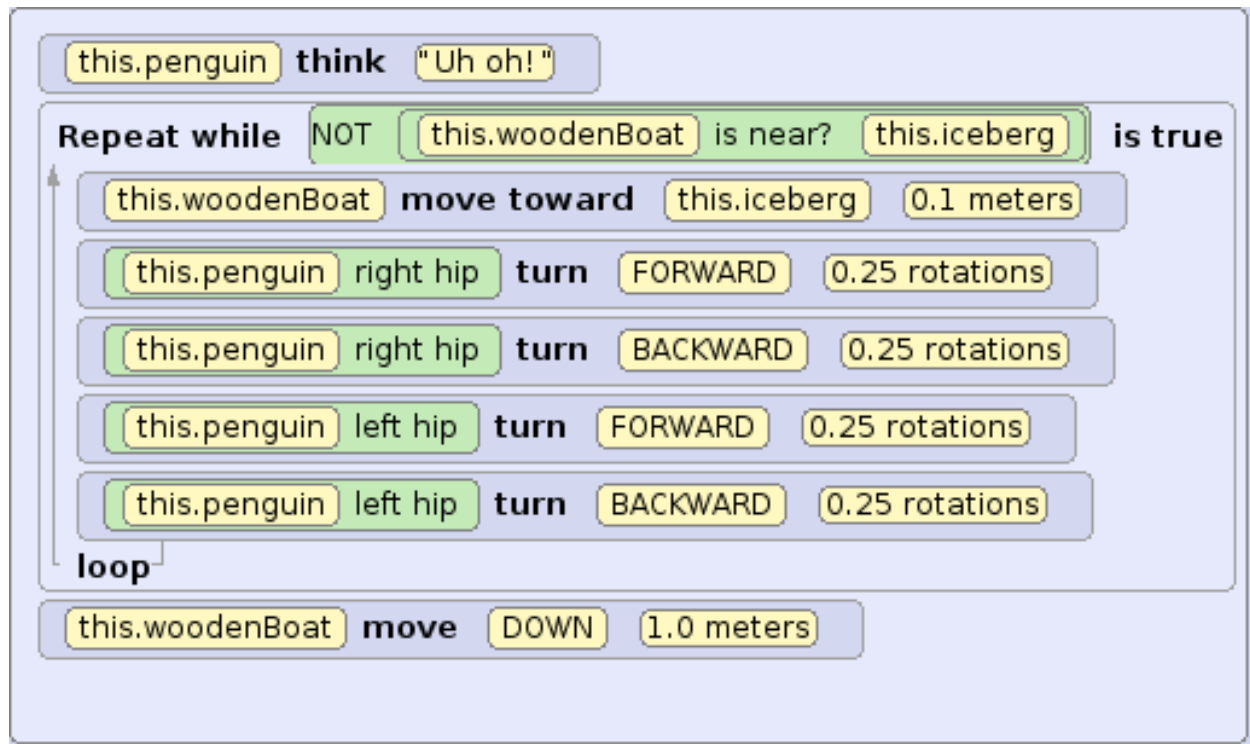 this.penguin think "Uh oh! "
Repeat while NOT this.woodenBoat is near? this.iceberg is true
this.woodenBoat move toward this.iceberg 0.1 meters
this.penguin right hip turn FORWARD 0.25 rotations
this.penguin right hip turn BACKWARD 0.25 rotations
this.penguin left hip turn FORWARD 0.25 rotations
this.penguin left hip turn BACKWARD 0.25 rotations
loop
this.woodenBoat move DOWN 1.0 meters